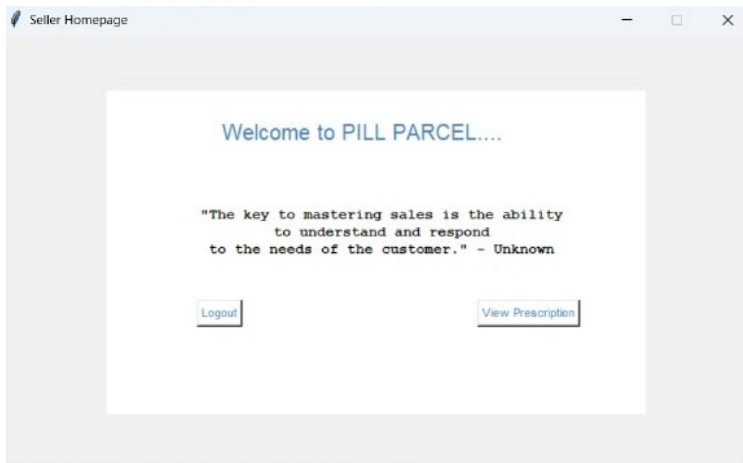 Seller Homepage
Welcome to PILL PARCEL....
"The key to mastering sales is the ability
to understand and respond
to the needs of the customer." - Unknown
Logout
View Prescription